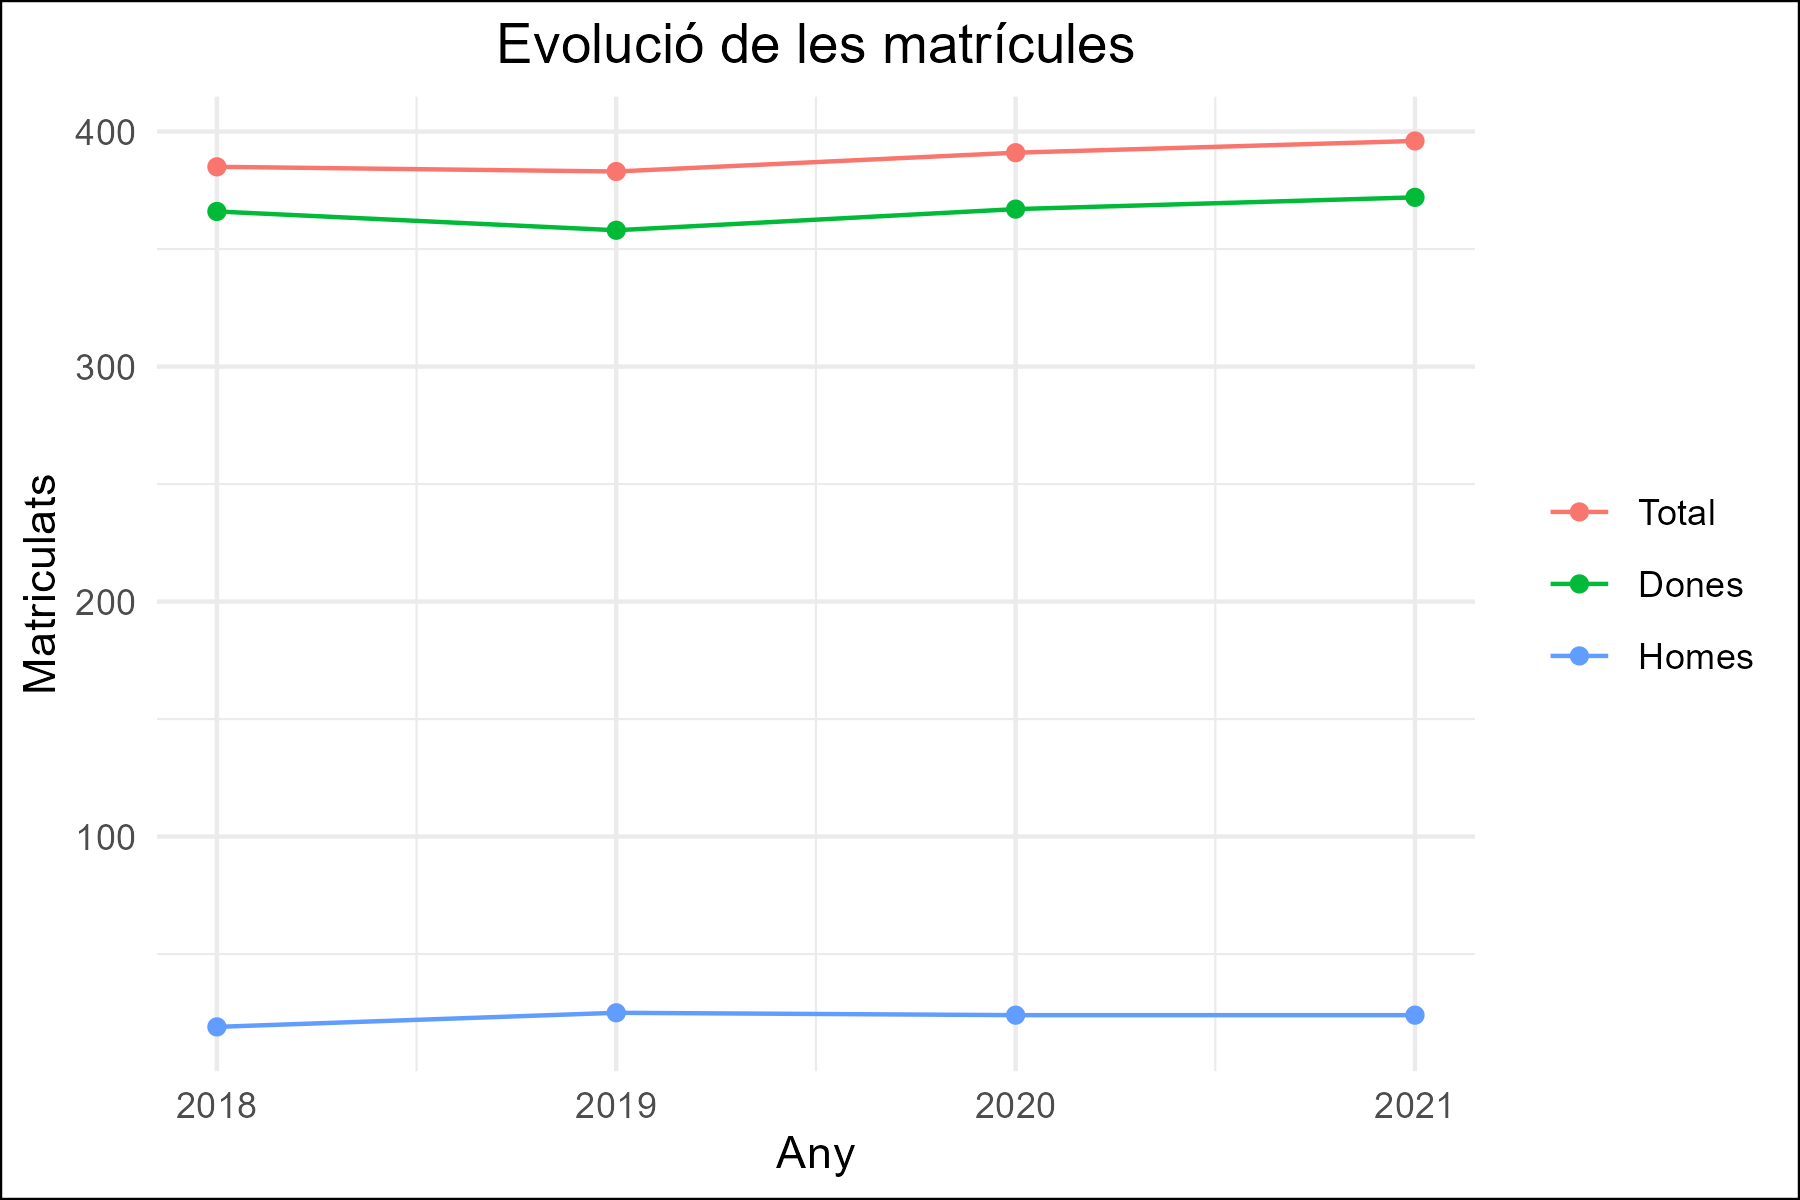 Evolució de les matrícules
400
300
200
100
Matriculats
2018 2019 2020 2021
Any
Total
Dones
Homes